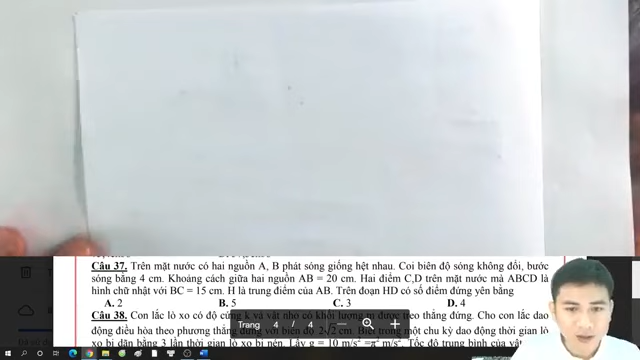 Câu 37. Trên mặt nước có hai nguồn A, B phát sóng giống hệt nhau. Coi biên độ sóng không đổi, bước
sóng bằng 4 cm. Khoảng cách giữa hai nguồn AB = 20 cm. Hai điểm C,D trên mặt nước mà ABCD là
hình chữ nhật với BC = 15 cm. H là trung điểm của AB. Trên đoạn HD có số điểm đứng yên bằng
A. 2 B. 5 C. 3 D. 4
Câu 38. Con lắc lò xo có độ cứng k và vật nhỏ có khối lượng m được treo thẳng đứng. Cho con lắc dao
động điều hòa theo phương thẳng đứng với biên độ 2√2 cm. Biết trong một chu kỳ dao động thời gian lò
xo bị dãn bằng 3 lần thời gian lò xo bị nén. Lấy g = 10 m/s² =π² m/s². Tốc độ trung bình của vật
Trang 4 / 4